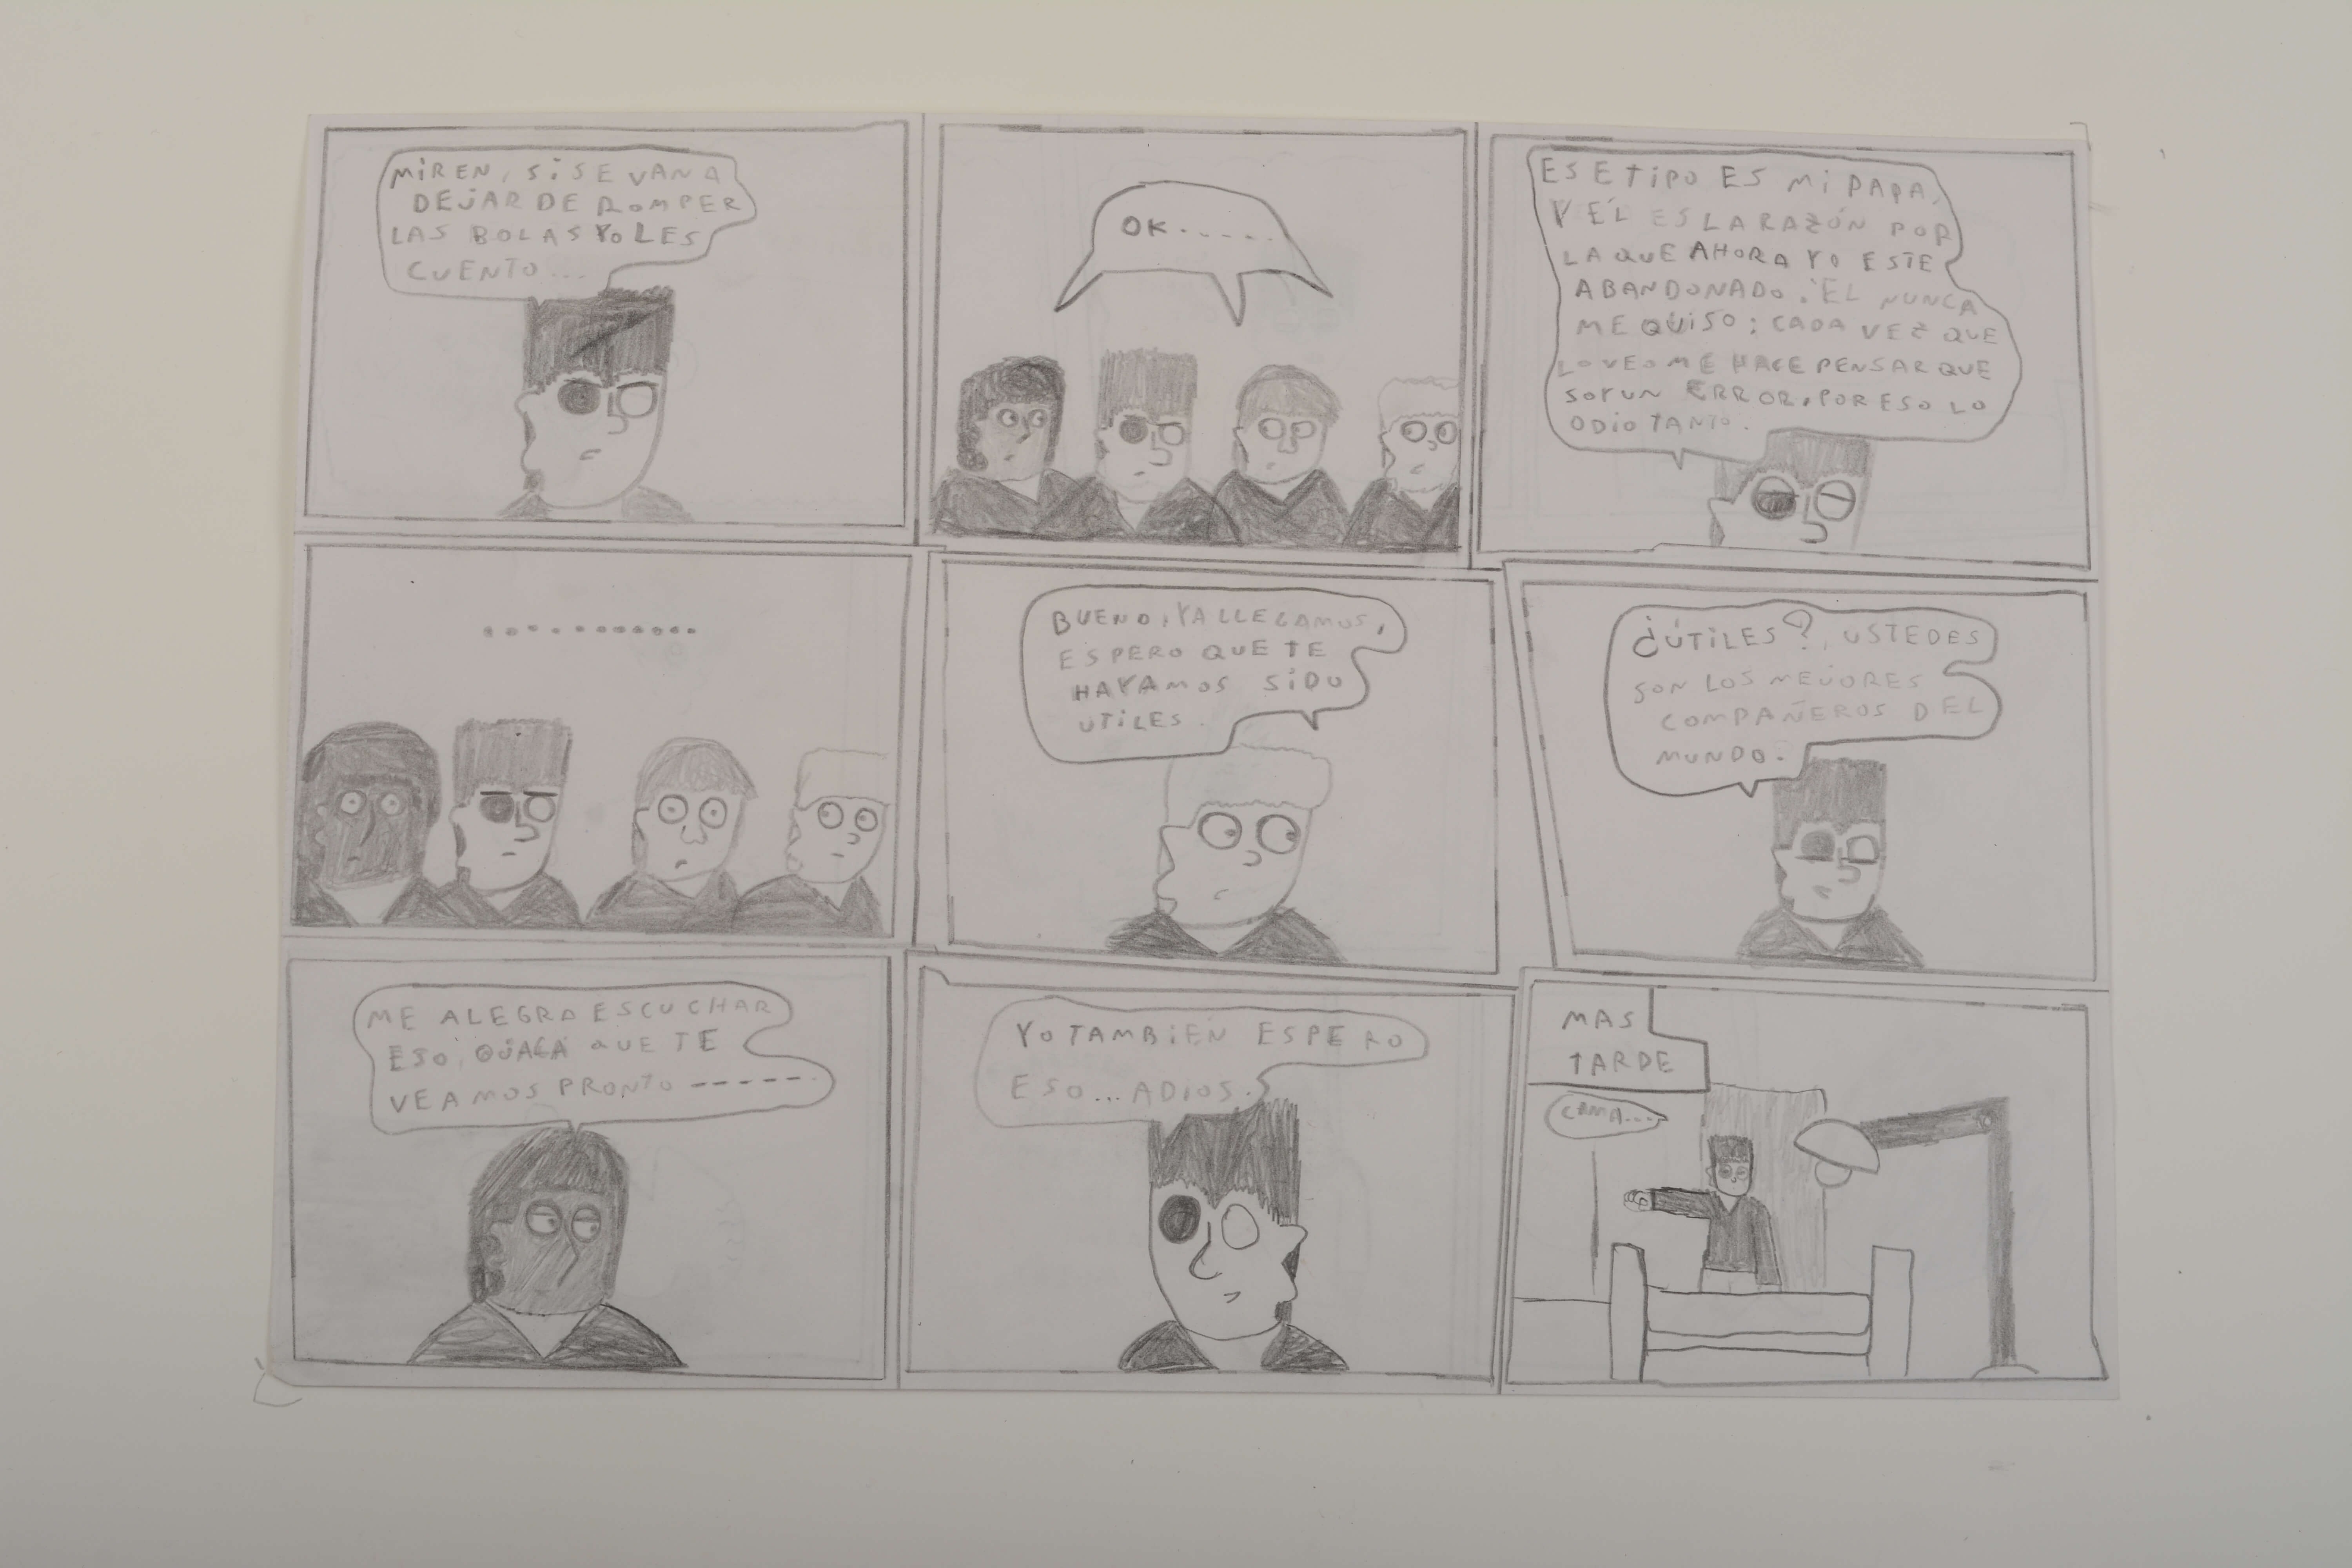 MIREN, SI SE VAN A
DEJAR DE ROMPER
LAS BOLAS YO LES
CUENTO...
OK.....
ESE TIPO ES MI PAPA,
Y ÉL ES LA RAZÓN POR
LA QUE AHORA YO ESTE
ABANDONADO. ÉL NUNCA
ME QUISO; CADA VEZ QUE
LO VEO ME HACE PENSAR QUE
SOY UN ERROR, POR ESO LO
ODIO TANTO.
...........
BUENO, YA LLEGAMOS,
ESPERO QUE TE
HAYAMOS SIDO
UTILES.
¿ÚTILES?, USTEDES
SON LOS MEJORES
COMPAÑEROS DEL
MUNDO.
ME ALEGRA ESCUCHAR
ESO, OJALA QUE TE
VEAMOS PRONTO ------
YO TAMBIEN ESPERO
ESO... ADIOS.
MAS
TARDE
CAMA...